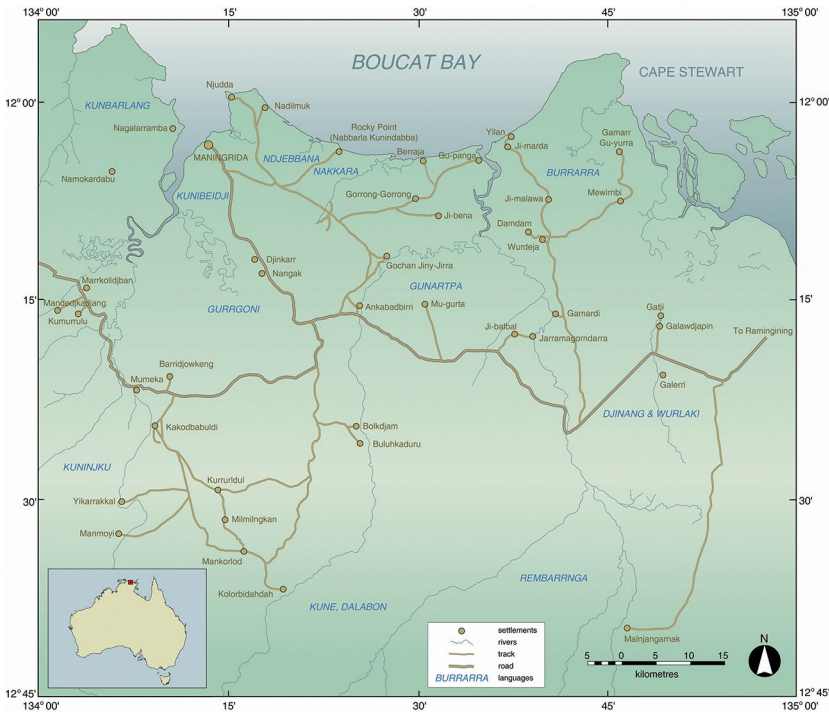 134° 00'
15'
30'
45'
135° 00'
BOUCAT BAY
CAPE STEWART
Njudda
Nadilmuk
12° 00'
12° 00'
KUNBARLANG
Nagalarramba
Rocky Point
(Nabbarla Kunindabba)
Yilan
Ji-marda
Gamarr
Gu-yurra
MANINGRIDA
NDJEBBANA
NAKKARA
Berraja
Gu-panga
Namokardabu
BURRARRA
KUNIBEIDJI
Gorrong-Gorrong
Ji-malawa
Mewirnbi
Ji-bena
Damdam
Wurdeja
Djinkarr
Nangak
Gochan Jiny-Jirra
Marrkolidjban
GUNARTPA
15'
15'
Mandedjkadjang
Kumurrulu
GURRGONI
Ankabadbirri
Mu-gurta
Gamardi
Gatji
Galawdjapin
Ji-balbal
Jarramagorndarra
To Ramingining
Barridjowkeng
Mumeka
Galerri
Kakodbabuldi
Bolkdjam
Buluhkaduru
DJINANG & WURLAKI
KUNINJKU
Kurrurldul
30'
30'
Yikarrakkal
Milmilngkan
Manmoyi
Mankorlod
Kolorbidahdah
REMBARRNGA
KUNE, DALABON
Malnjangarnak
settlements
rivers
track
road
BURRARRA
languages
5
0
5
10
15
kilometres
N
12° 45'
12° 45'
134° 00'
15'
30'
45'
135° 00'